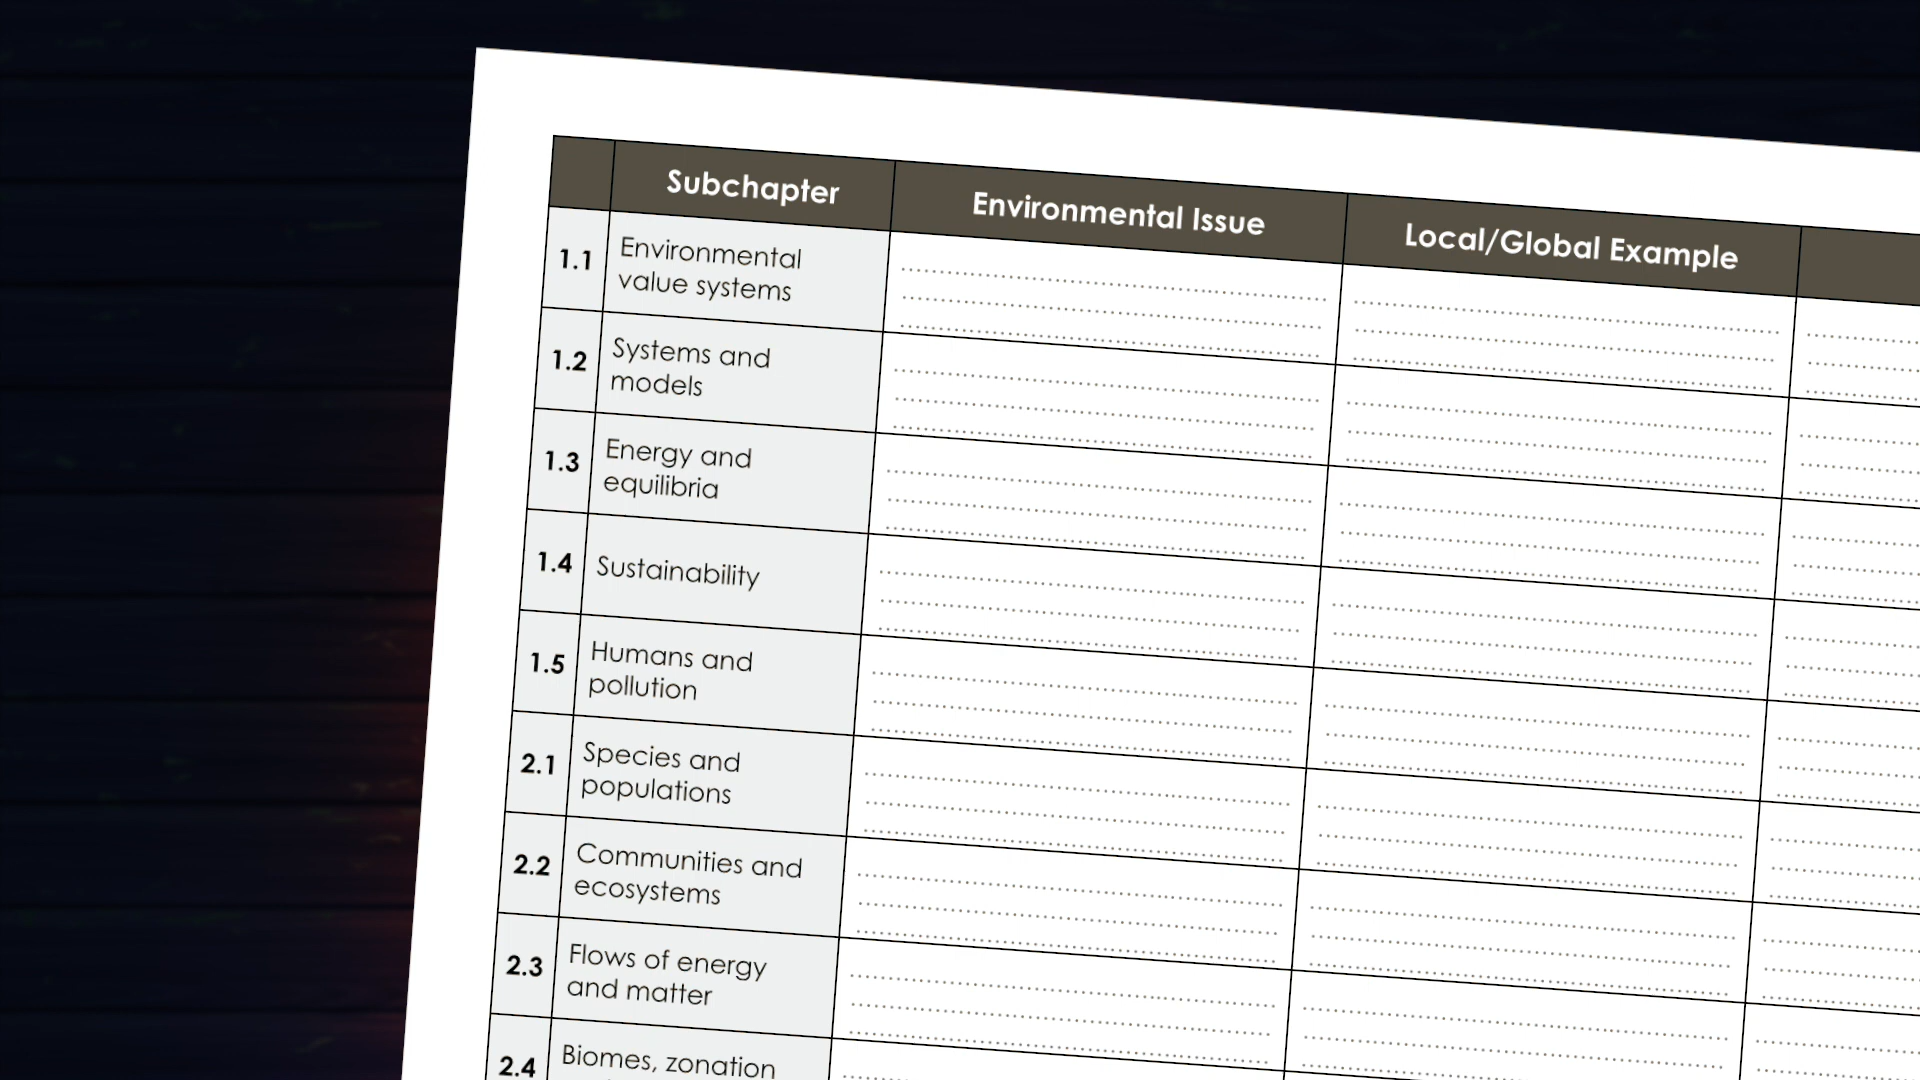 Subchapter
Environmental Issue
Local/Global Example
1.1
Environmental
value systems
1.2
Systems and
models
1.3
Energy and
equilibria
1.4
Sustainability
1.5
Humans and
pollution
2.1
Species and
populations
2.2
Communities and
ecosystems
2.3
Flows of energy
and matter
2.4
Biomes, zonation